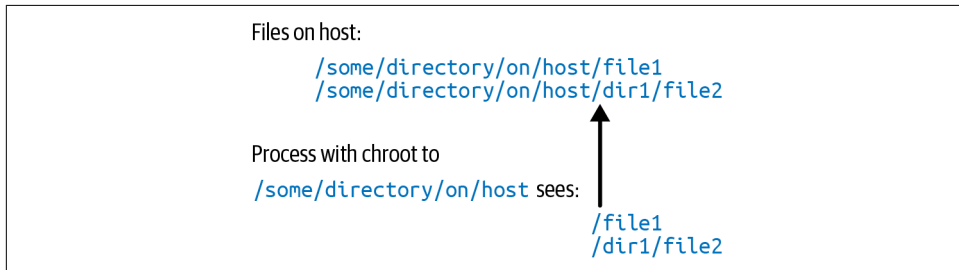 Files on host:
/some/directory/on/host/file1
/some/directory/on/host/dir1/file2
Process with chroot to
/some/directory/on/host sees:
/file1
/dir1/file2